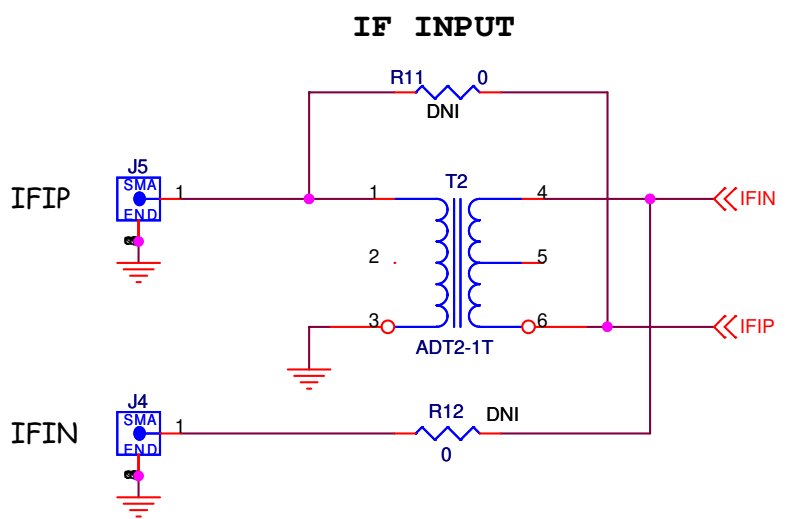 IF INPUT
R11 0
DNI
J5
SMA
IFIP 1
END
T2
1 4 IFIN
2 5
3 6 IFIP
ADT2-1T
J4
SMA
IFIN 1
END
R12 DNI
0